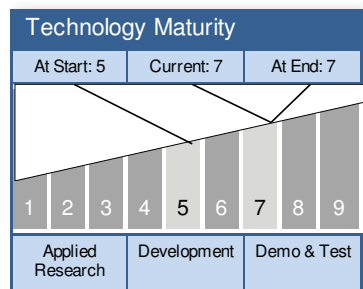 Technology Maturity
At Start: 5 Current: 7 At End: 7
1 2 3 4 5 6 7 8 9
Applied Research Development Demo & Test